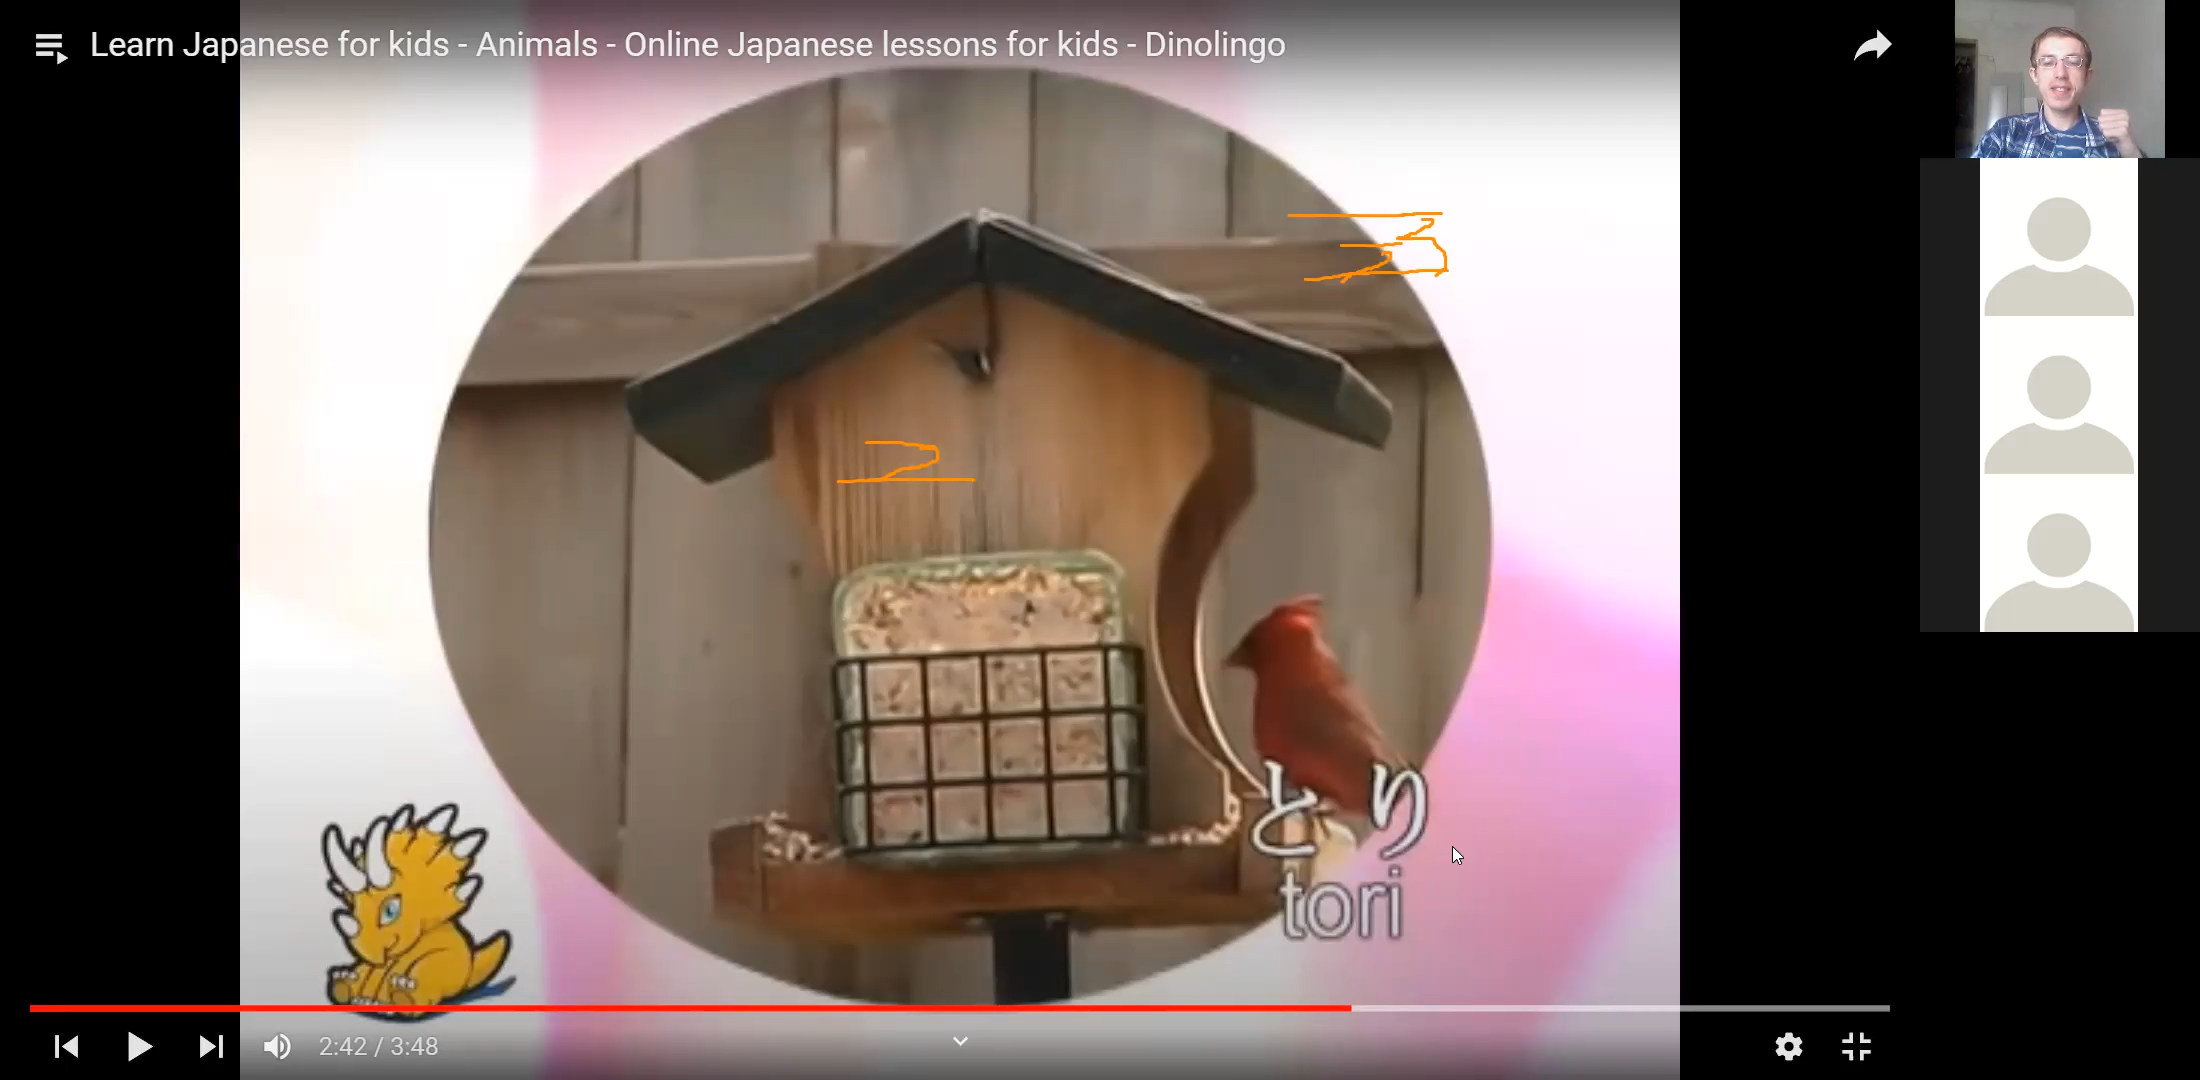 Learn Japanese for kids - Animals - Online Japanese lessons for kids - Dinolingo
とり
tori
2:42 / 3:48